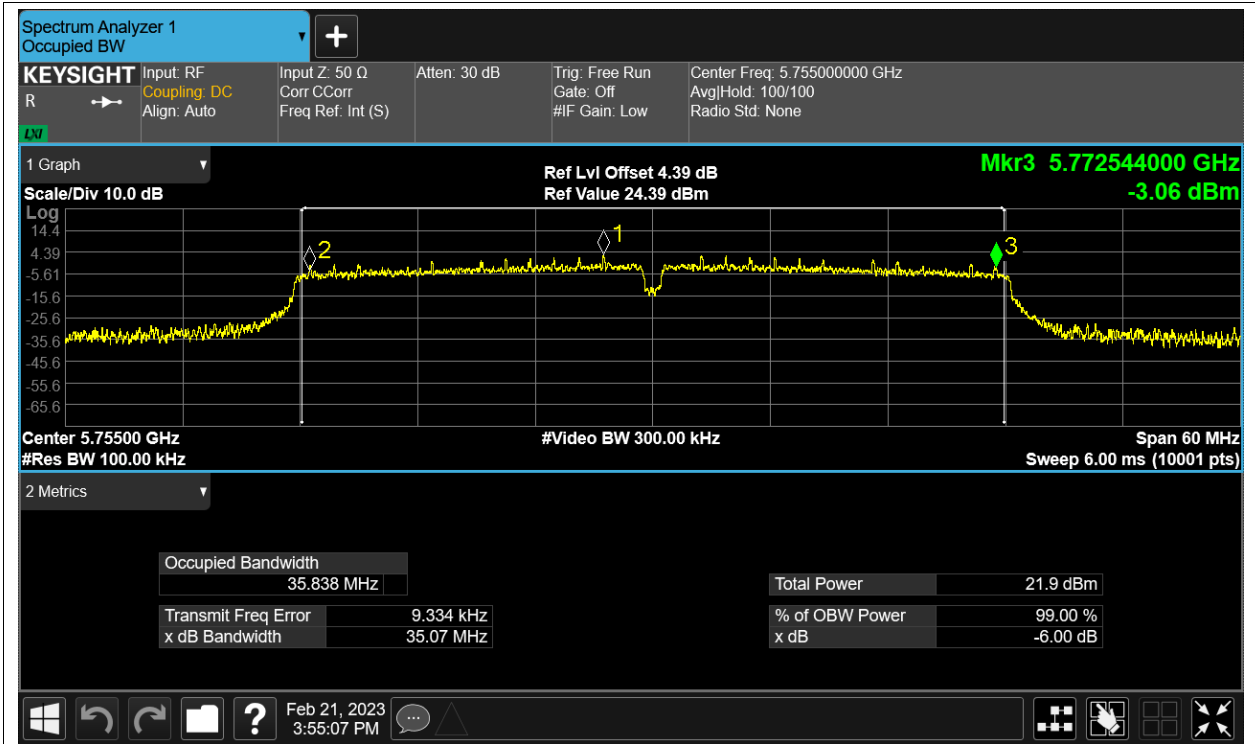 Spectrum Analyzer 1
Occupied BW
KEYSIGHT
R
LXI
Input: RF
Coupling: DC
Align: Auto
Input Z: 50 Ω
Corr CCorr
Freq Ref: Int (S)
Atten: 30 dB
Trig: Free Run
Gate: Off
#IF Gain: Low
Center Freq: 5.755000000 GHz
Avg|Hold: 100/100
Radio Std: None
1 Graph
Scale/Div 10.0 dB
Ref Lvl Offset 4.39 dB
Ref Value 24.39 dBm
Mkr3 5.772544000 GHz
-3.06 dBm
Log
14.4
4.39
-5.61
-15.6
-25.6
-35.6
-45.6
-55.6
-65.6
2
1
3
Center 5.75500 GHz
#Res BW 100.00 kHz
#Video BW 300.00 kHz
Span 60 MHz
Sweep 6.00 ms (10001 pts)
2 Metrics
Occupied Bandwidth
35.838 MHz
Transmit Freq Error 9.334 kHz
x dB Bandwidth 35.07 MHz
Total Power 21.9 dBm
% of OBW Power 99.00 %
x dB -6.00 dB
?
Feb 21, 2023
3:55:07 PM